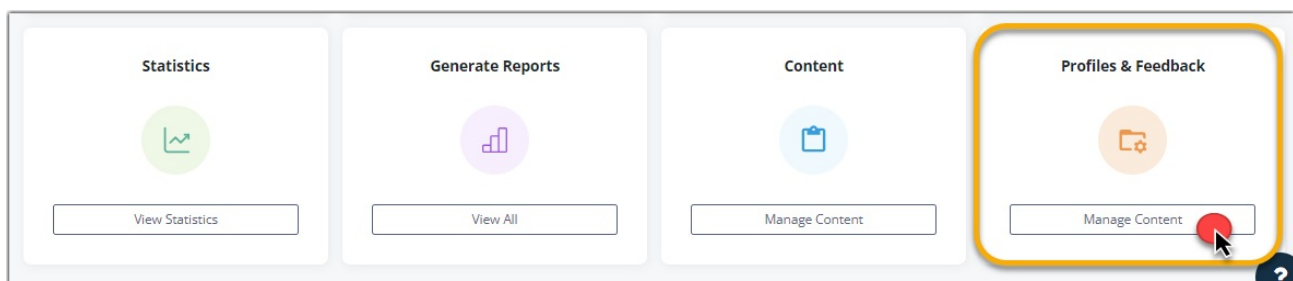 Statistics
Generate Reports
Content
Profiles & Feedback
View Statistics
View All
Manage Content
Manage Content
?